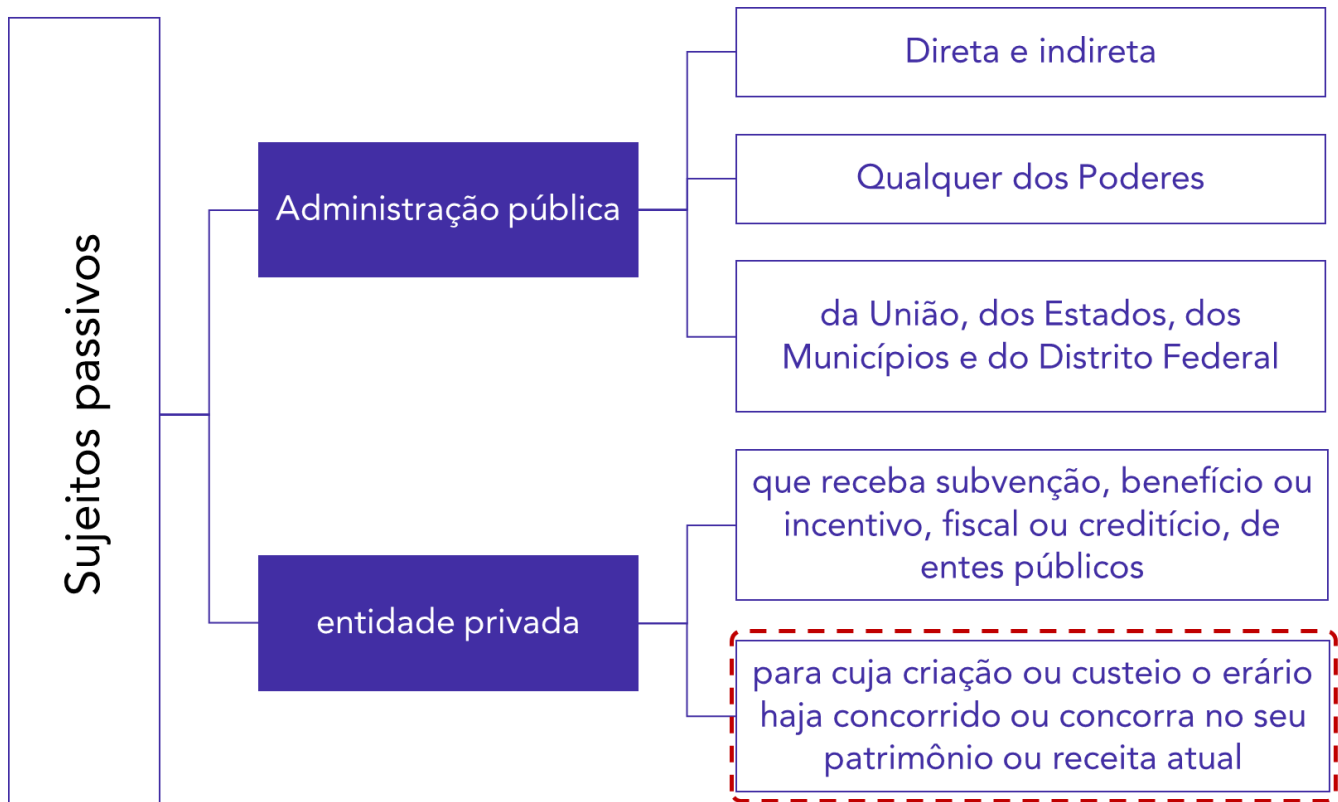 Sujeitos passivos
Administração pública
Direta e indireta
Qualquer dos Poderes
da União, dos Estados, dos
Municípios e do Distrito Federal
entidade privada
que receba subvenção, benefício ou
incentivo, fiscal ou creditício, de
entes públicos
para cuja criação ou custeio o erário
haja concorrido ou concorra no seu
patrimônio ou receita atual